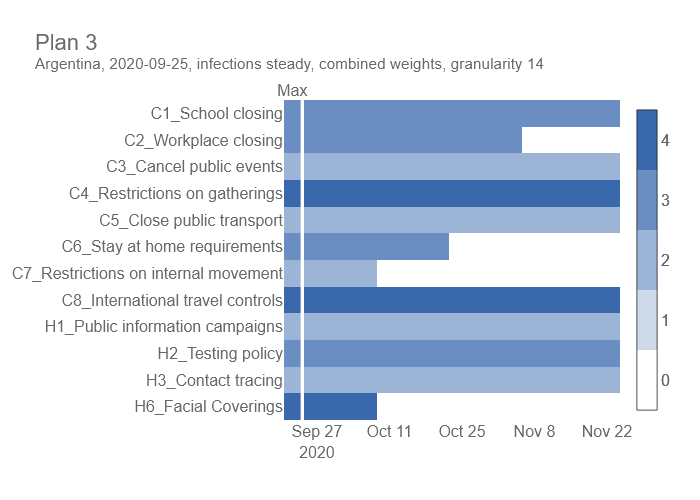 Plan 3
Argentina, 2020-09-25, infections steady, combined weights, granularity 14
Max
C1_School closing
C2_Workplace closing
C3_Cancel public events
C4_Restrictions on gatherings
C5_Close public transport
C6_Stay at home requirements
C7_Restrictions on internal movement
C8_International travel controls
H1_Public information campaigns
H2_Testing policy
H3_Contact tracing
H6_Facial Coverings
Sep 27 Oct 11 Oct 25 Nov 8 Nov 22
2020
4
3
2
1
0